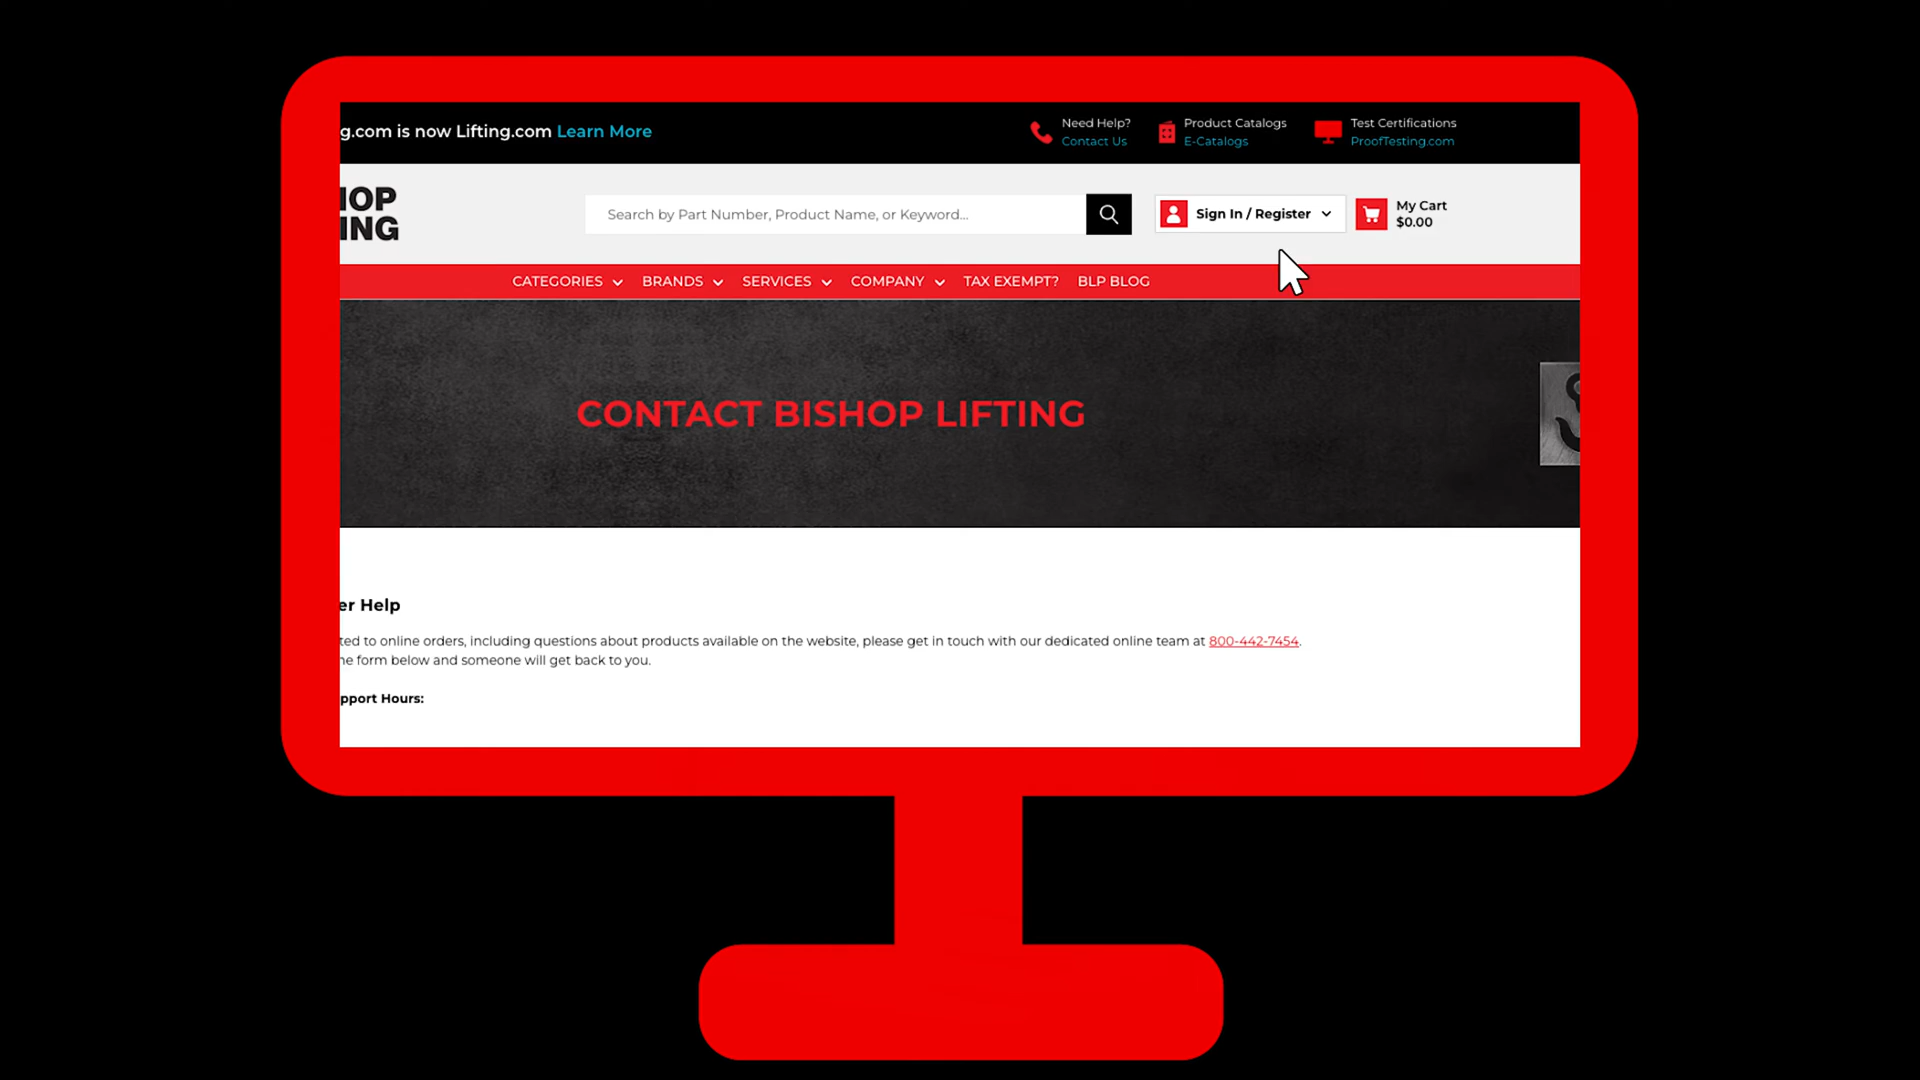 g.com is now Lifting.com Learn More
Need Help?
Contact Us
Product Catalogs
E-Catalogs
Test Certifications
ProofTesting.com
HOP
ING
Search by Part Number, Product Name, or Keyword...
Sign In / Register
My Cart
$0.00
CATEGORIES BRANDS SERVICES COMPANY TAX EXEMPT? BLP BLOG
CONTACT BISHOP LIFTING
er Help
ted to online orders, including questions about products available on the website, please get in touch with our dedicated online team at 800-442-7454.
he form below and someone will get back to you.
pport Hours: